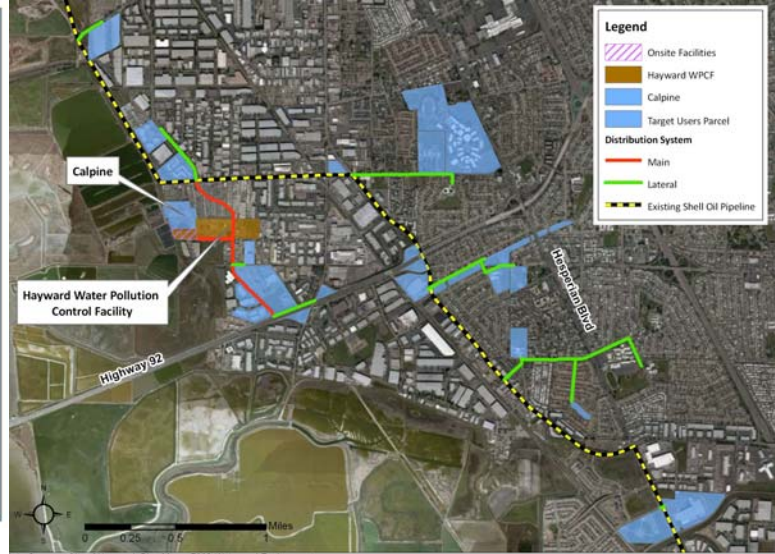 Legend
Onsite Facilities
Hayward WPCF
Calpine
Target Users Parcel
Distribution System
Main
Lateral
Existing Shell Oil Pipeline
Calpine
Hayward Water Pollution
Control Facility
Highway 92
Hesperian Blvd
N
W
E
S
0 0.25 0.5 1
Miles